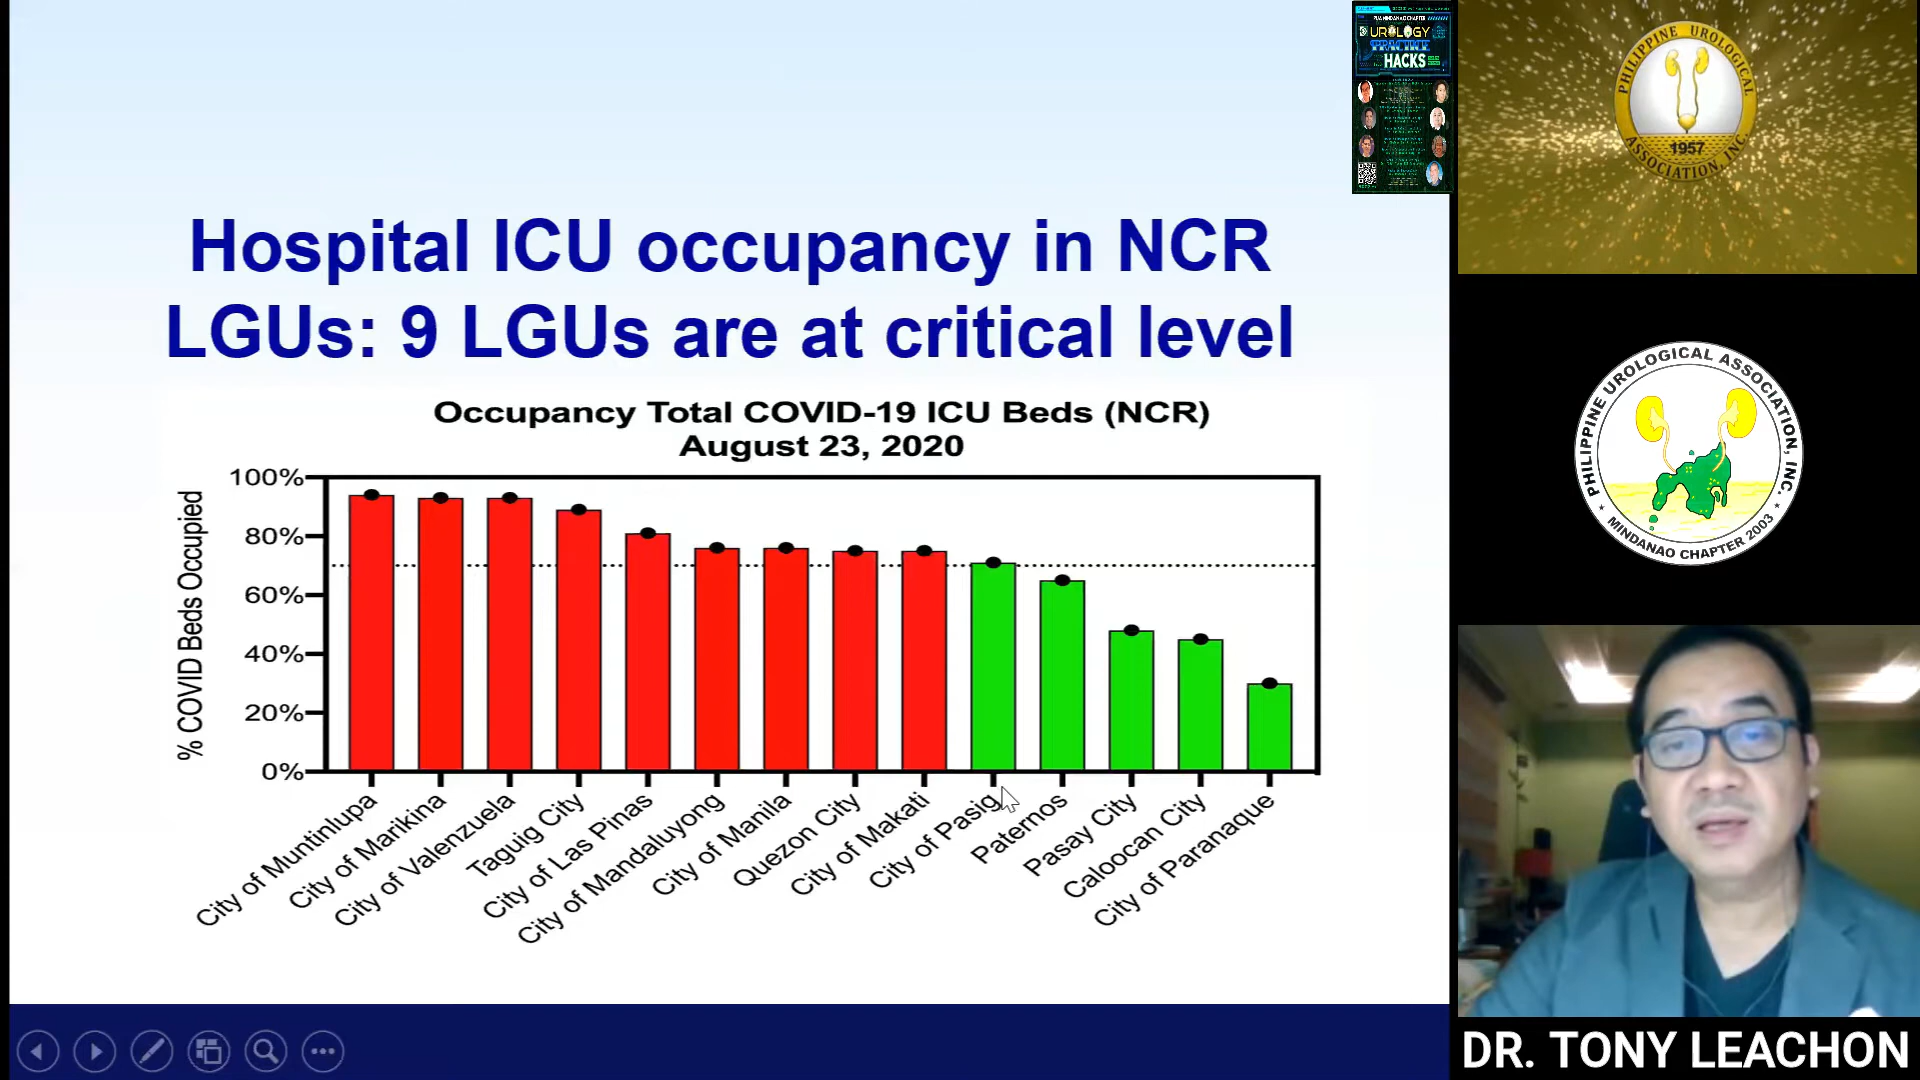 Hospital ICU occupancy in NCR
LGUs: 9 LGUs are at critical level
Occupancy Total COVID-19 ICU Beds (NCR)
August 23, 2020
% COVID Beds Occupied
100%
80%
60%
40%
20%
0%
City of Muntinlupa
City of Marikina
City of Valenzuela
Taguig City
City of Las Pinas
City of Mandaluyong
City of Manila
Quezon City
City of Makati
City of Pasig
Paternos
Pasay City
Caloocan City
City of Paranaque
PUA MINDANAO CHAPTER
UROLOGY
PRACTICE
HACKS
PHILIPPINE UROLOGICAL
ASSOCIATION, INC.
1957
PHILIPPINE UROLOGICAL ASSOCIATION, INC.
MINDANAO CHAPTER 2003
DR. TONY LEACHON